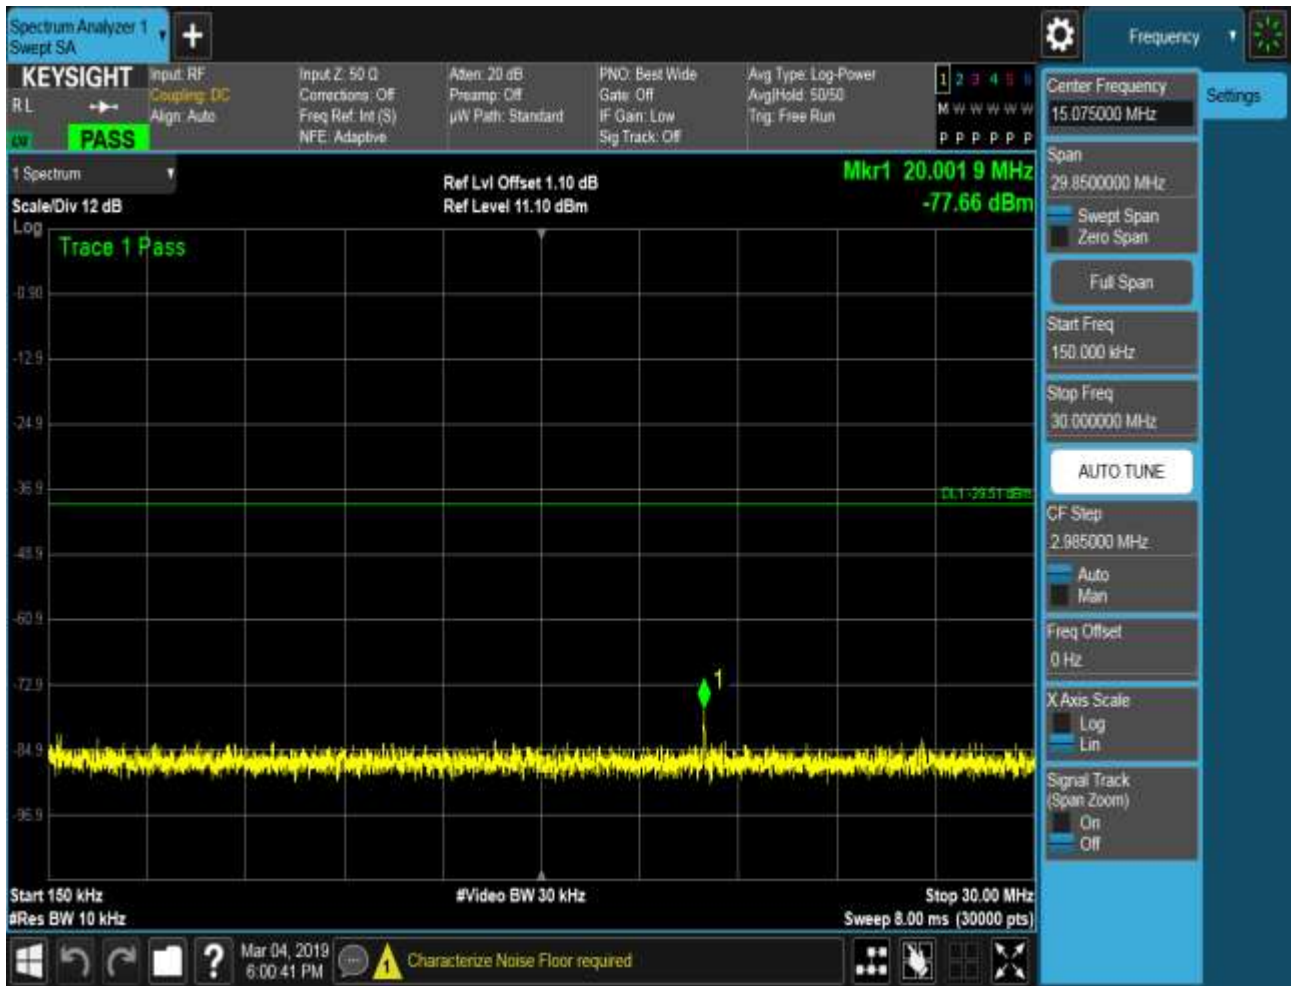 Spectrum Analyzer 1
Swept SA
Frequency
KEYSIGHT
R L
PASS
Input: RF
Coupling: DC
Align: Auto
Input Z: 50 Ω
Corrections: Off
Freq Ref: Int (S)
NFE: Adaptive
Atten: 20 dB
Preamp: Off
µW Path: Standard
PNO: Best Wide
Gate: Off
IF Gain: Low
Sig Track: Off
Avg Type: Log-Power
Avg|Hold: 50/50
Trig: Free Run
1 2 3 4 5 6
M W W W W W
P P P P P P
1 Spectrum
Scale/Div 12 dB
Ref Lvl Offset 1.10 dB
Ref Level 11.10 dBm
Mkr1 20.001 9 MHz
-77.66 dBm
Log
Trace 1 Pass
-0.90
-12.9
-24.9
-36.9
DL1 -39.51 dBm
-48.9
-60.9
-72.9
1
-84.9
-96.9
Start 150 kHz
#Video BW 30 kHz
Stop 30.00 MHz
#Res BW 10 kHz
Sweep 8.00 ms (30000 pts)
Center Frequency
15.075000 MHz
Settings
Span
29.8500000 MHz
Swept Span
Zero Span
Full Span
Start Freq
150.000 kHz
Stop Freq
30.000000 MHz
AUTO TUNE
CF Step
2.985000 MHz
Auto
Man
Freq Offset
0 Hz
X Axis Scale
Log
Lin
Signal Track
(Span Zoom)
On
Off
?
Mar 04, 2019
6:00:41 PM
1
Characterize Noise Floor required